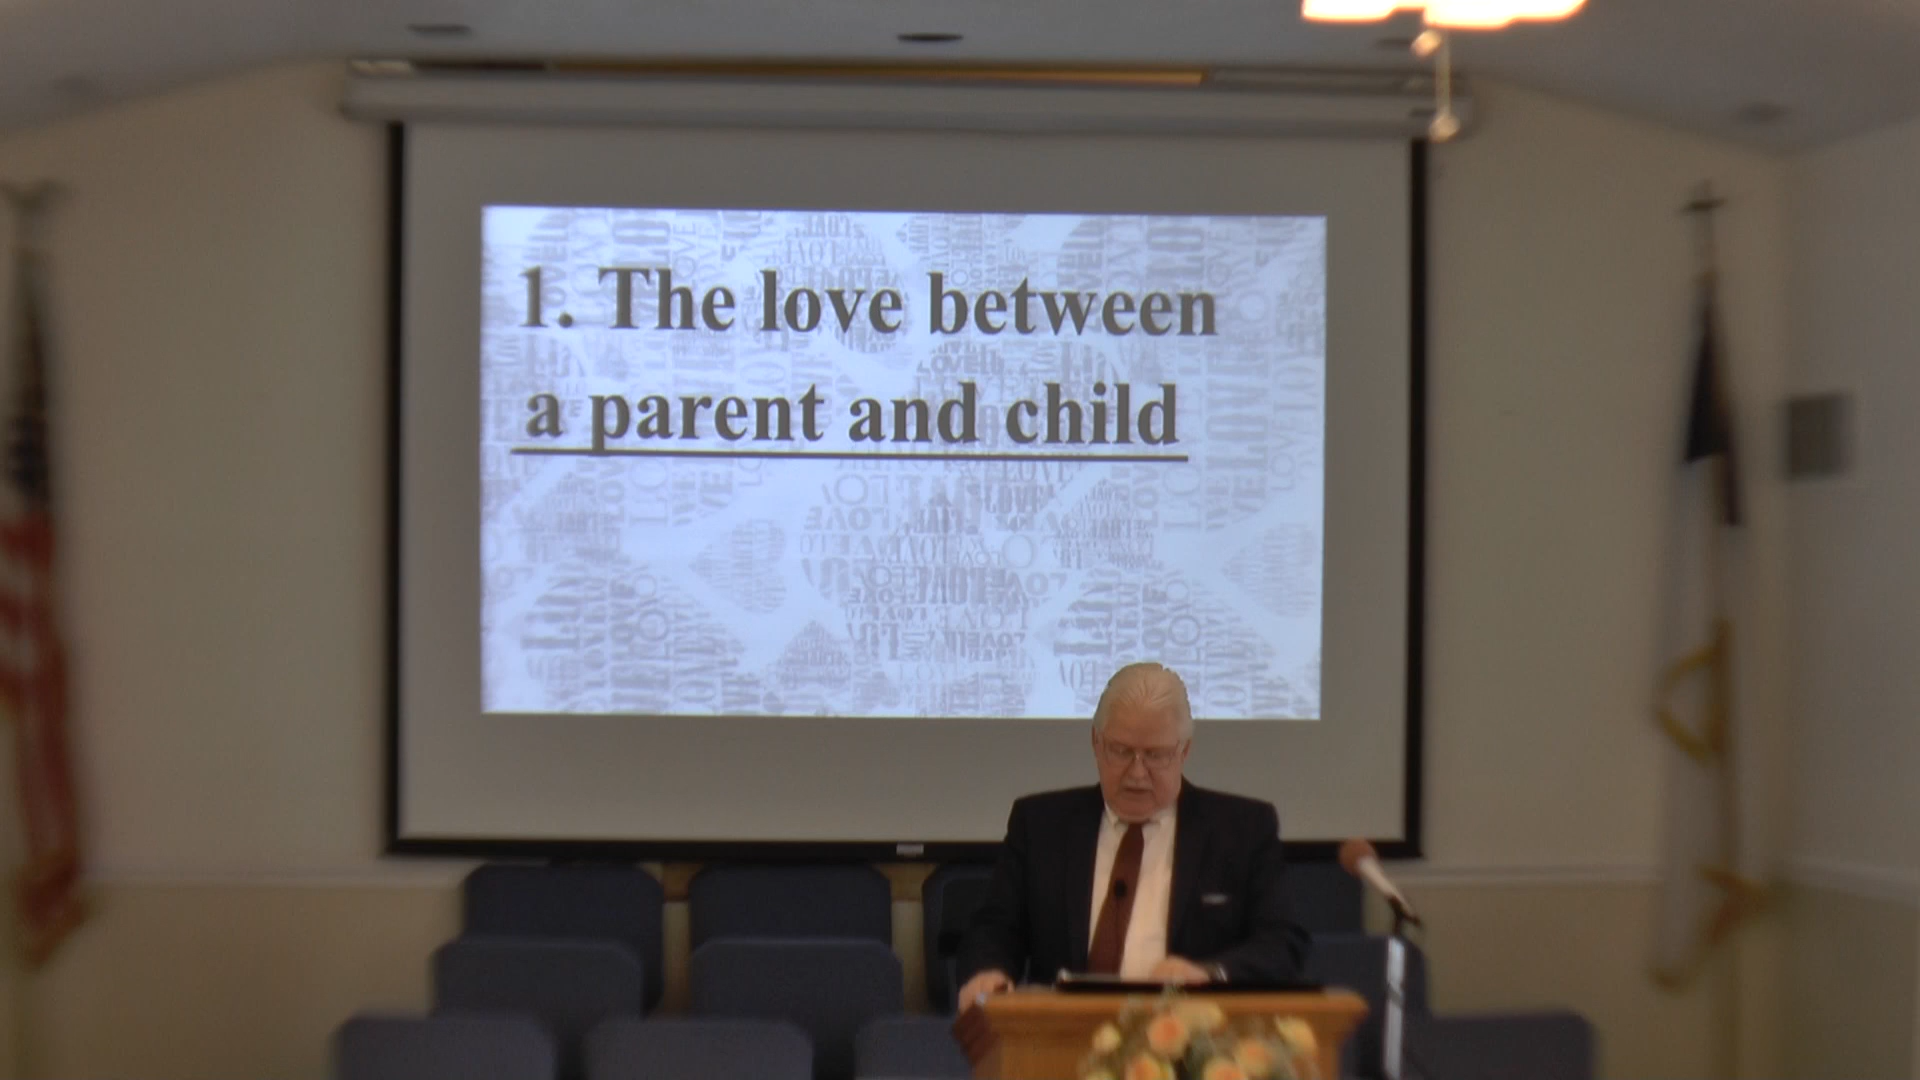 1. The love between
a parent and child